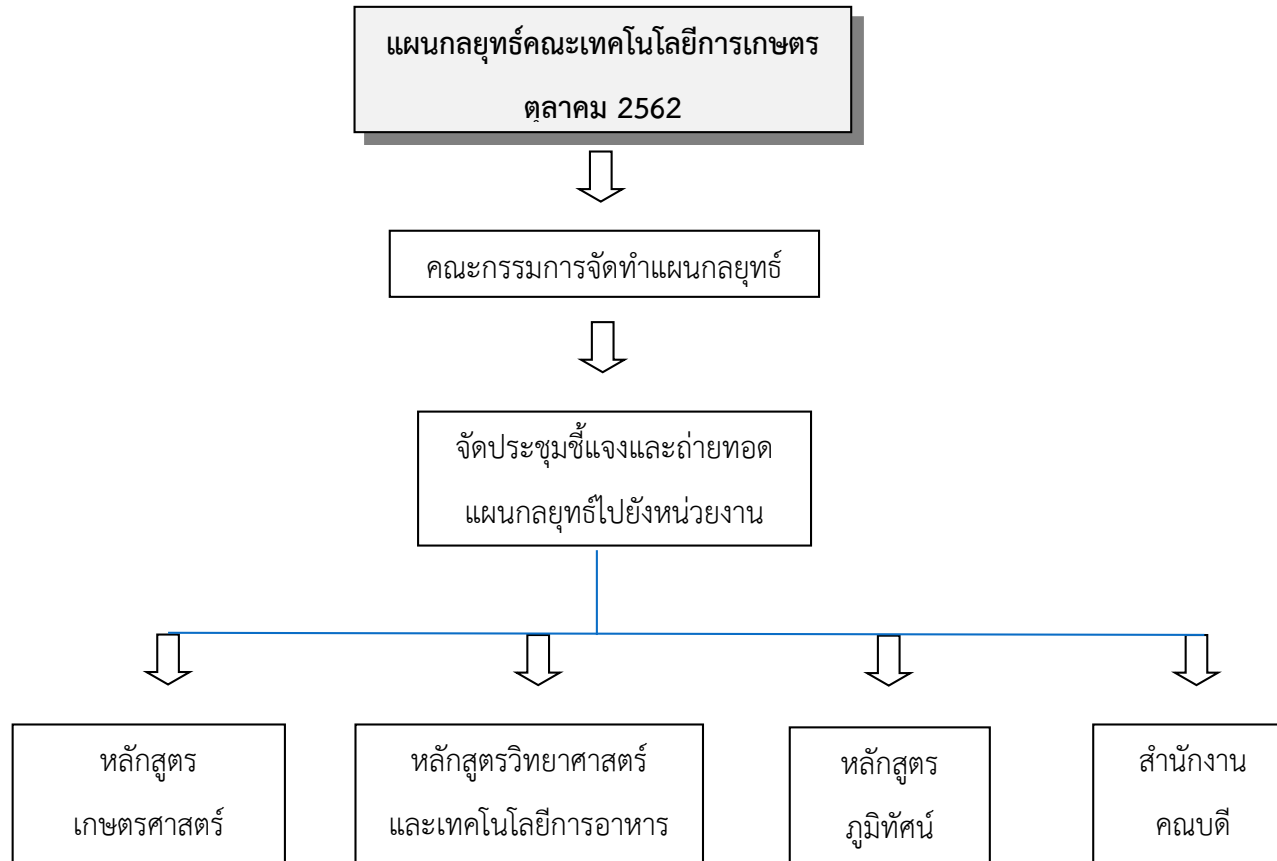 แผนกลยุทธ์คณะเทคโนโลยีการเกษตร
ตุลาคม 2562
คณะกรรมการจัดทำแผนกลยุทธ์
จัดประชุมชี้แจงและถ่ายทอด
แผนกลยุทธ์ไปยังหน่วยงาน
หลักสูตร
เกษตรศาสตร์
หลักสูตรวิทยาศาสตร์
และเทคโนโลยีการอาหาร
หลักสูตร
ภูมิทัศน์
สำนักงาน
คณบดี